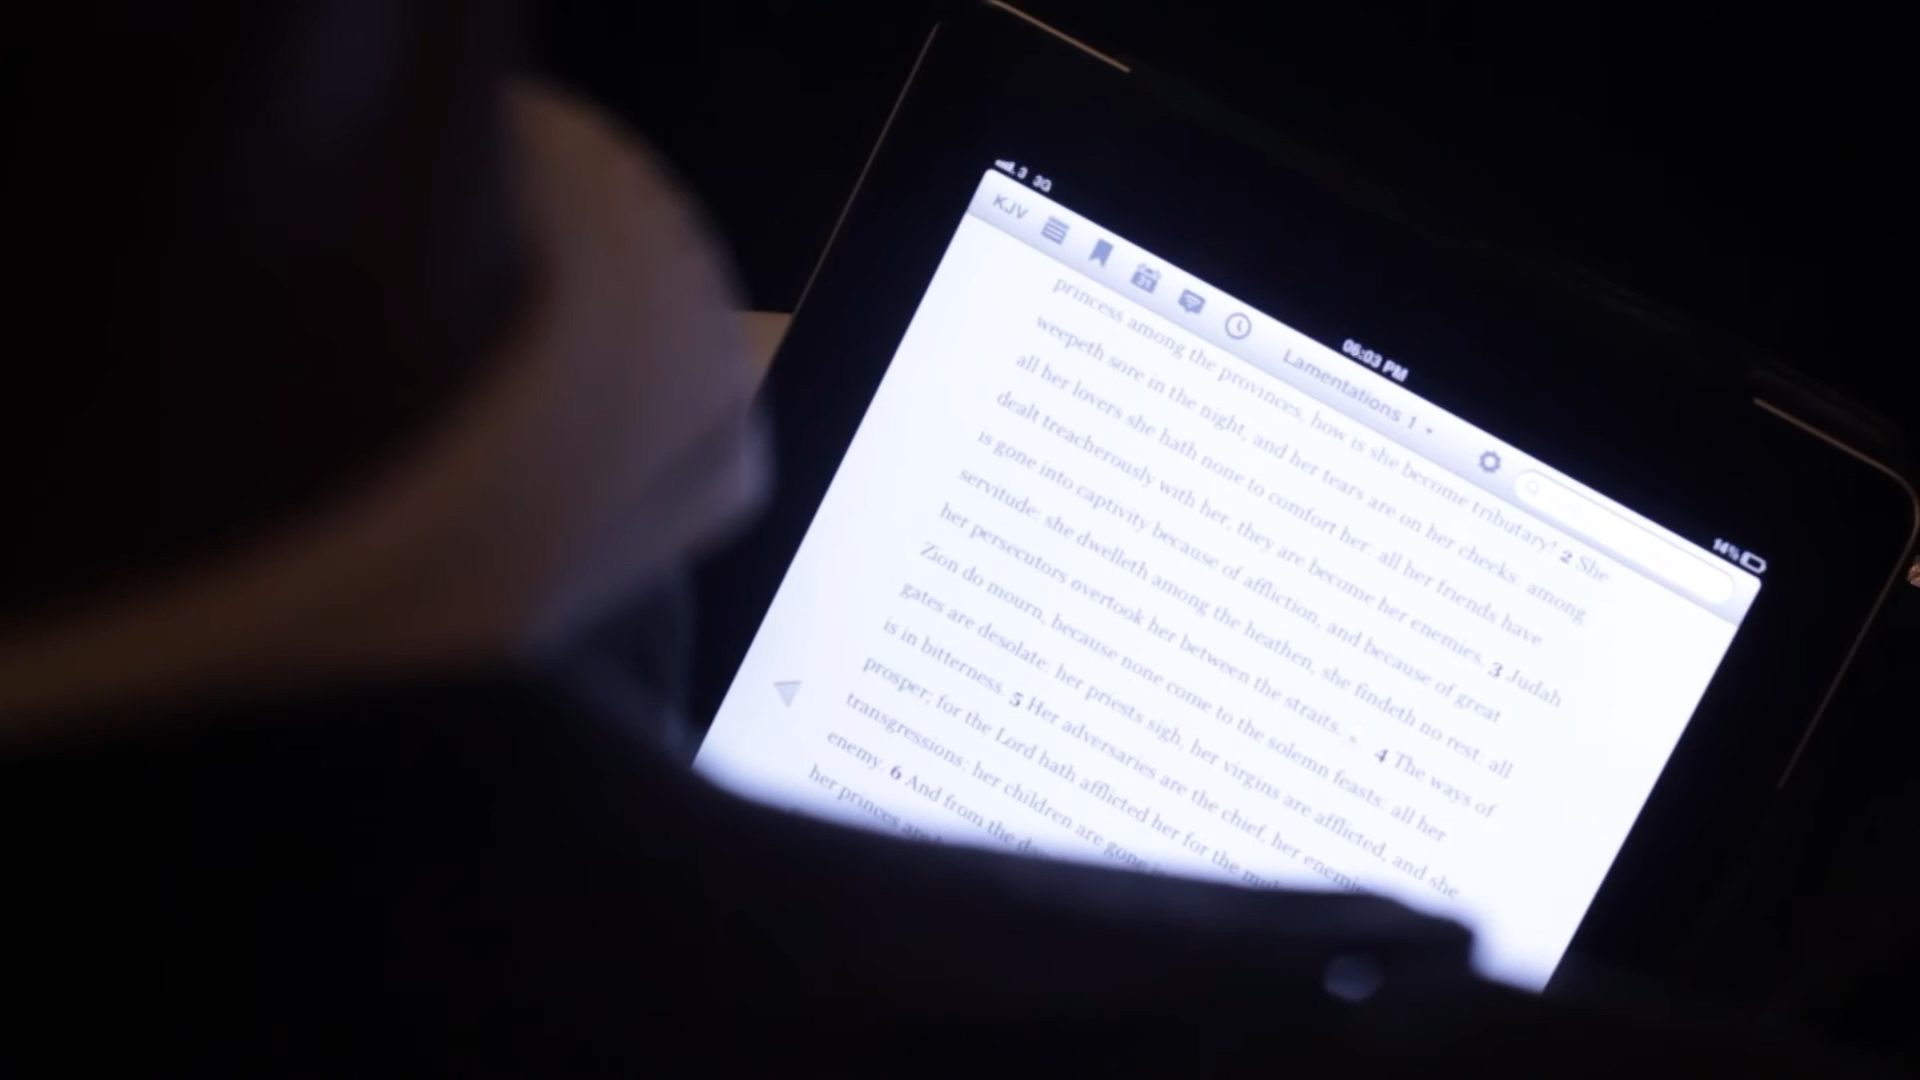 3 3G
06:03 PM
14%
KJV
31
Lamentations 1
princess among the provinces, how is she become tributary! 2 She
weepeth sore in the night, and her tears are on her cheeks: among
all her lovers she hath none to comfort her: all her friends have
dealt treacherously with her, they are become her enemies. 3 Judah
is gone into captivity because of affliction, and because of great
servitude: she dwelleth among the heathen, she findeth no rest: all
her persecutors overtook her between the straits. 4 The ways of
Zion do mourn, because none come to the solemn feasts: all her
gates are desolate: her priests sigh, her virgins are afflicted, and she
is in bitterness. 5 Her adversaries are the chief, her enemie
prosper; for the Lord hath afflicted her for the mul
transgressions: her children are gone i
enemy. 6 And from the da
her princes are